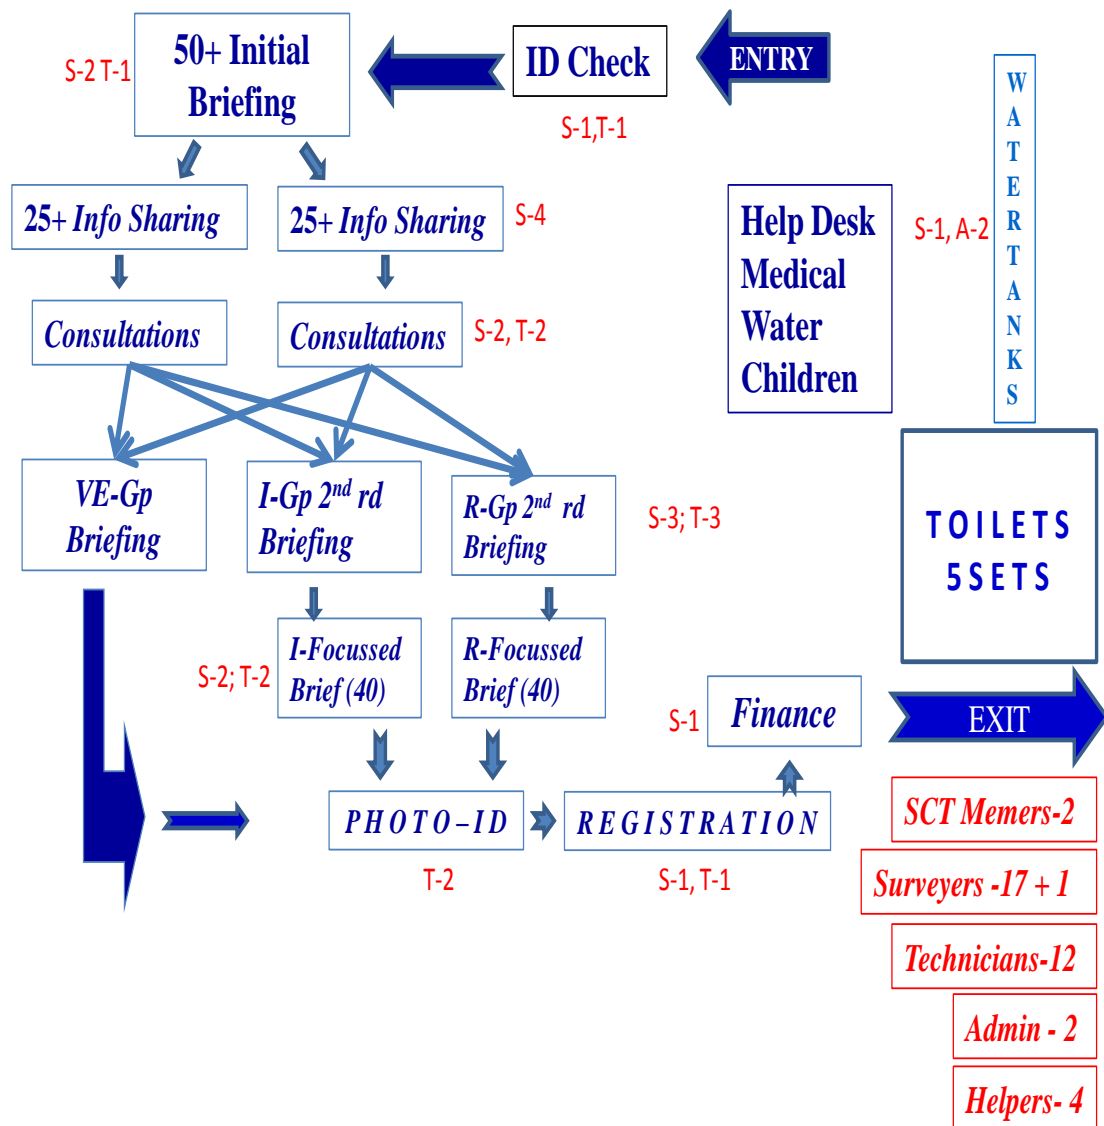 50+ Initial
Briefing
S-2 T-1
ID Check
S-1,T-1
ENTRY
W
A
T
E
R
T
A
N
K
S
25+ Info Sharing
25+ Info Sharing
S-4
Help Desk
Medical
Water
Children
S-1, A-2
Consultations
Consultations
S-2, T-2
VE-Gp
Briefing
I-Gp 2nd rd
Briefing
R-Gp 2nd rd
Briefing
S-3; T-3
TOILETS
5SETS
S-2; T-2
I-Focussed
Brief (40)
R-Focussed
Brief (40)
S-1
Finance
EXIT
PHOTO–ID
T-2
REGISTRATION
S-1, T-1
SCT Memers-2
Surveyers -17 + 1
Technicians-12
Admin - 2
Helpers- 4